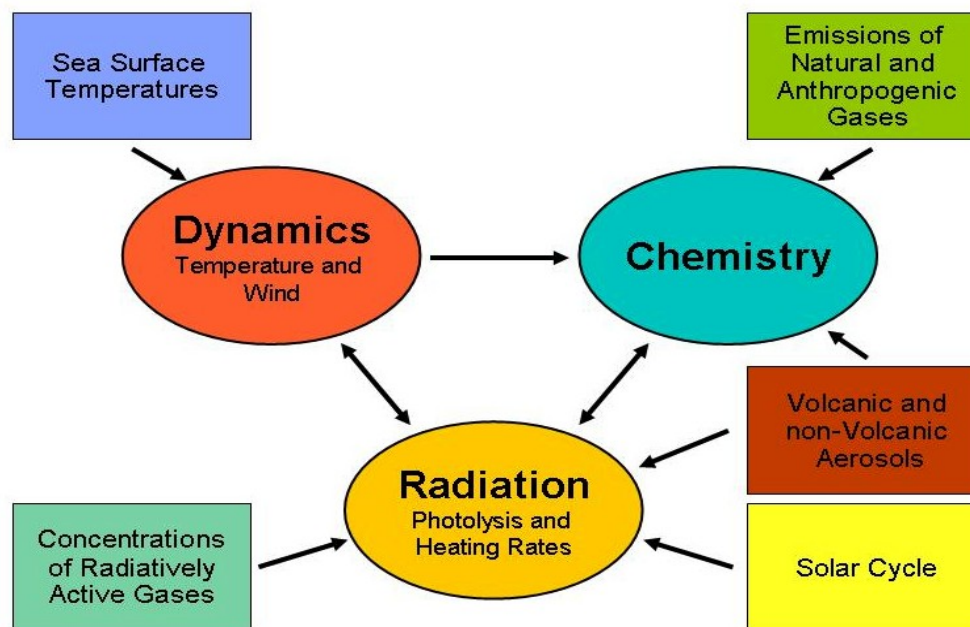 Sea Surface
Temperatures
Emissions of
Natural and
Anthropogenic
Gases
Dynamics
Temperature and
Wind
Chemistry
Volcanic and
non-Volcanic
Aerosols
Radiation
Photolysis and
Heating Rates
Concentrations
of Radiatively
Active Gases
Solar Cycle